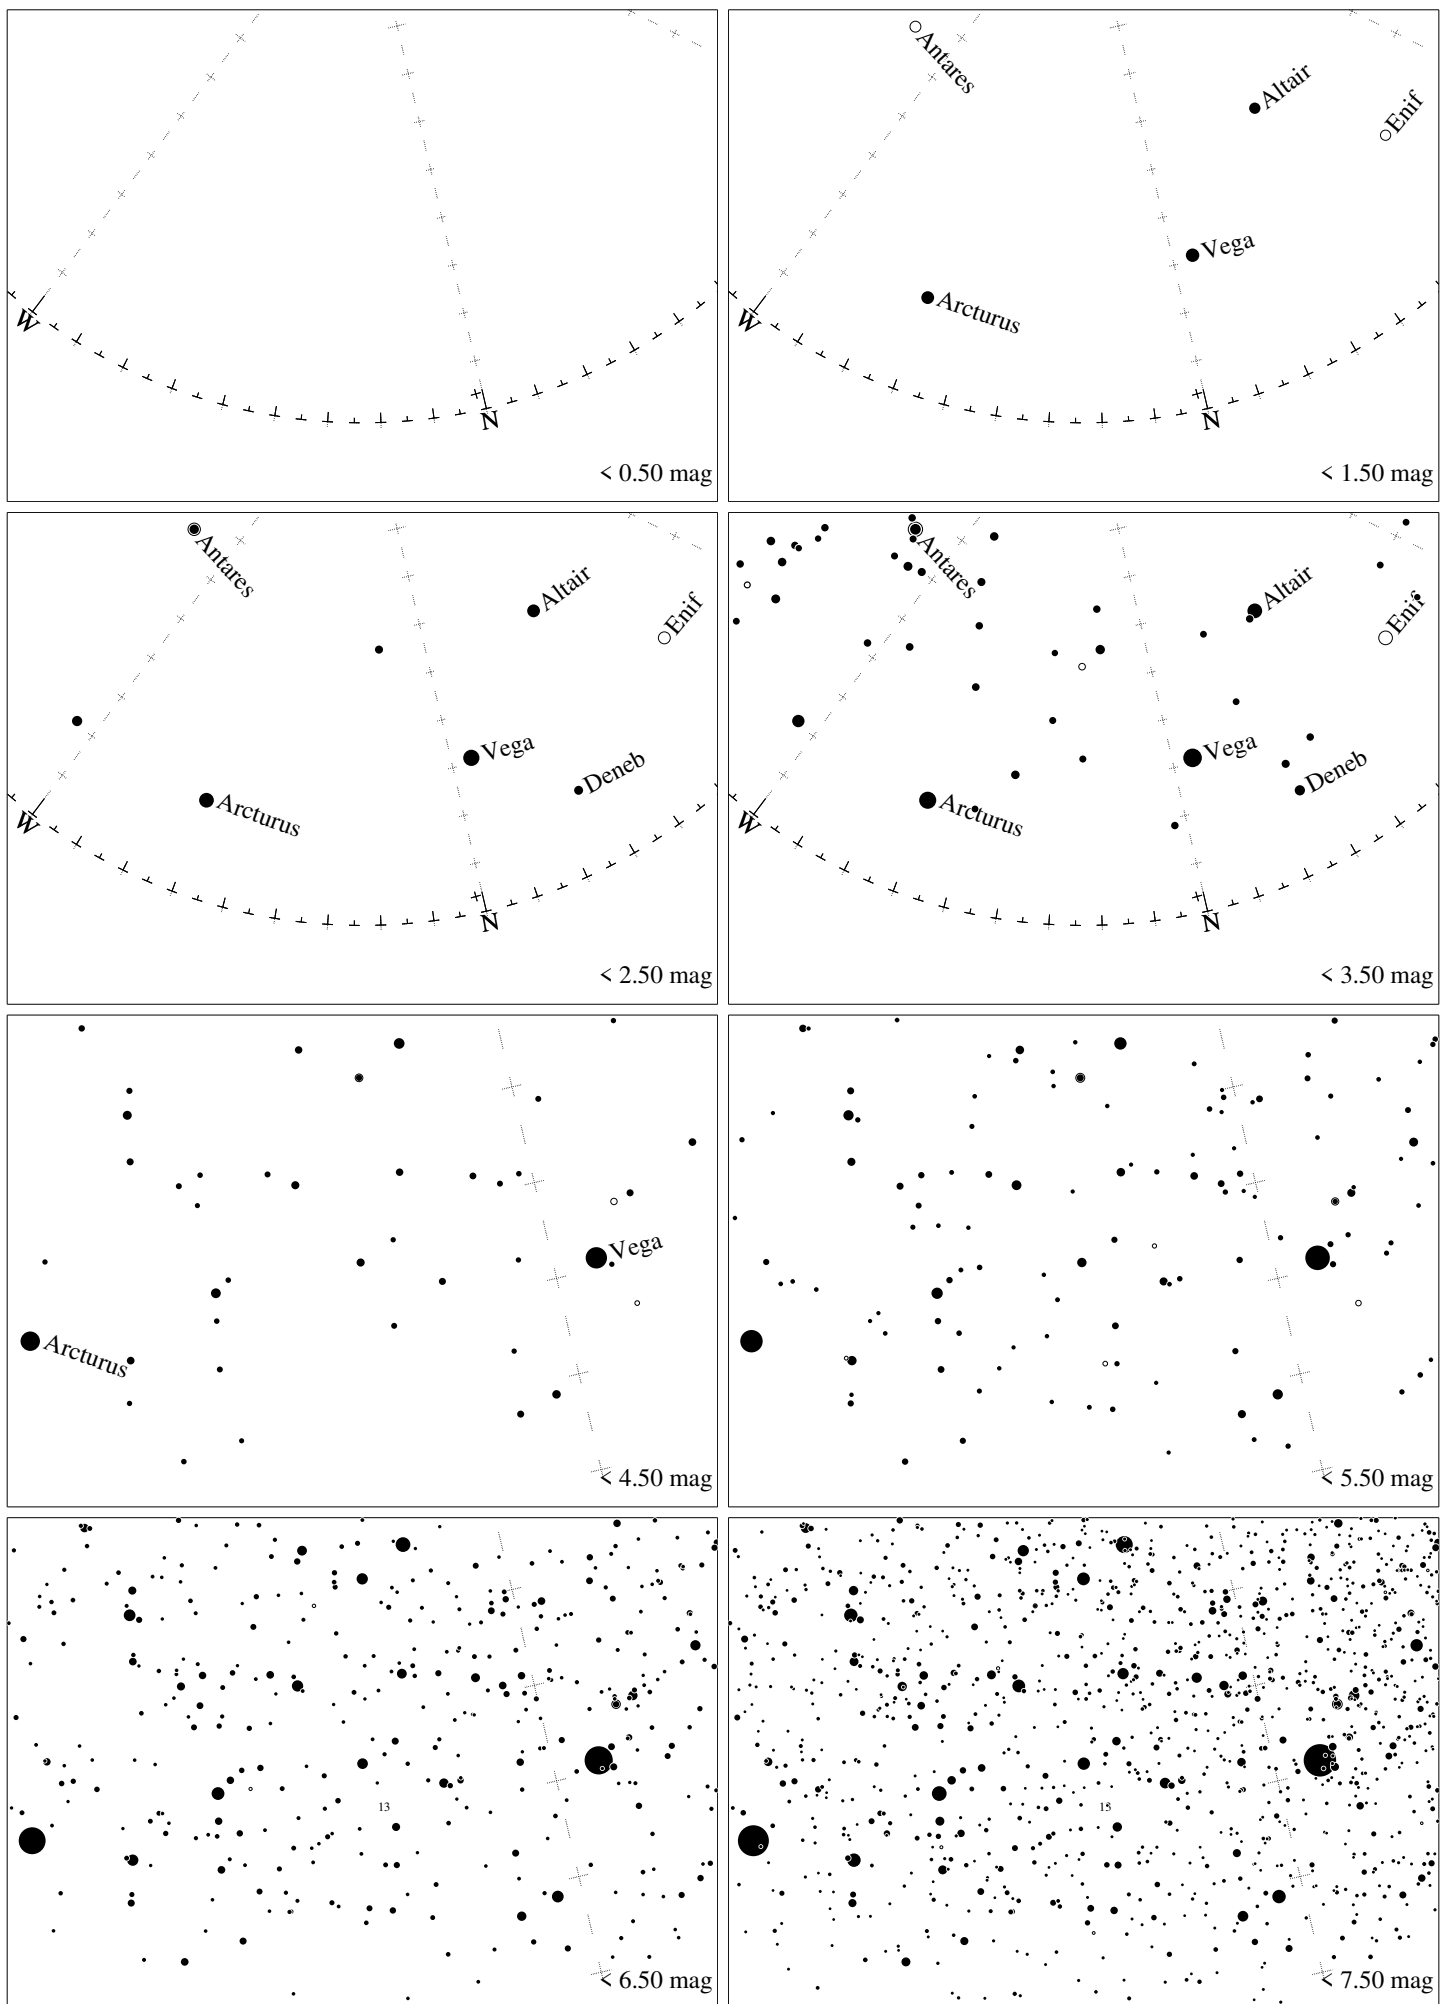 W
N
< 0.50 mag
Antares
Altair
Enif
Vega
Arcturus
W
N
< 1.50 mag
Antares
Altair
Enif
Vega
Deneb
Arcturus
W
N
< 2.50 mag
Antares
Altair
Enif
Vega
Deneb
Arcturus
W
N
< 3.50 mag
Vega
Arcturus
< 4.50 mag
< 5.50 mag
13
< 6.50 mag
< 7.50 mag